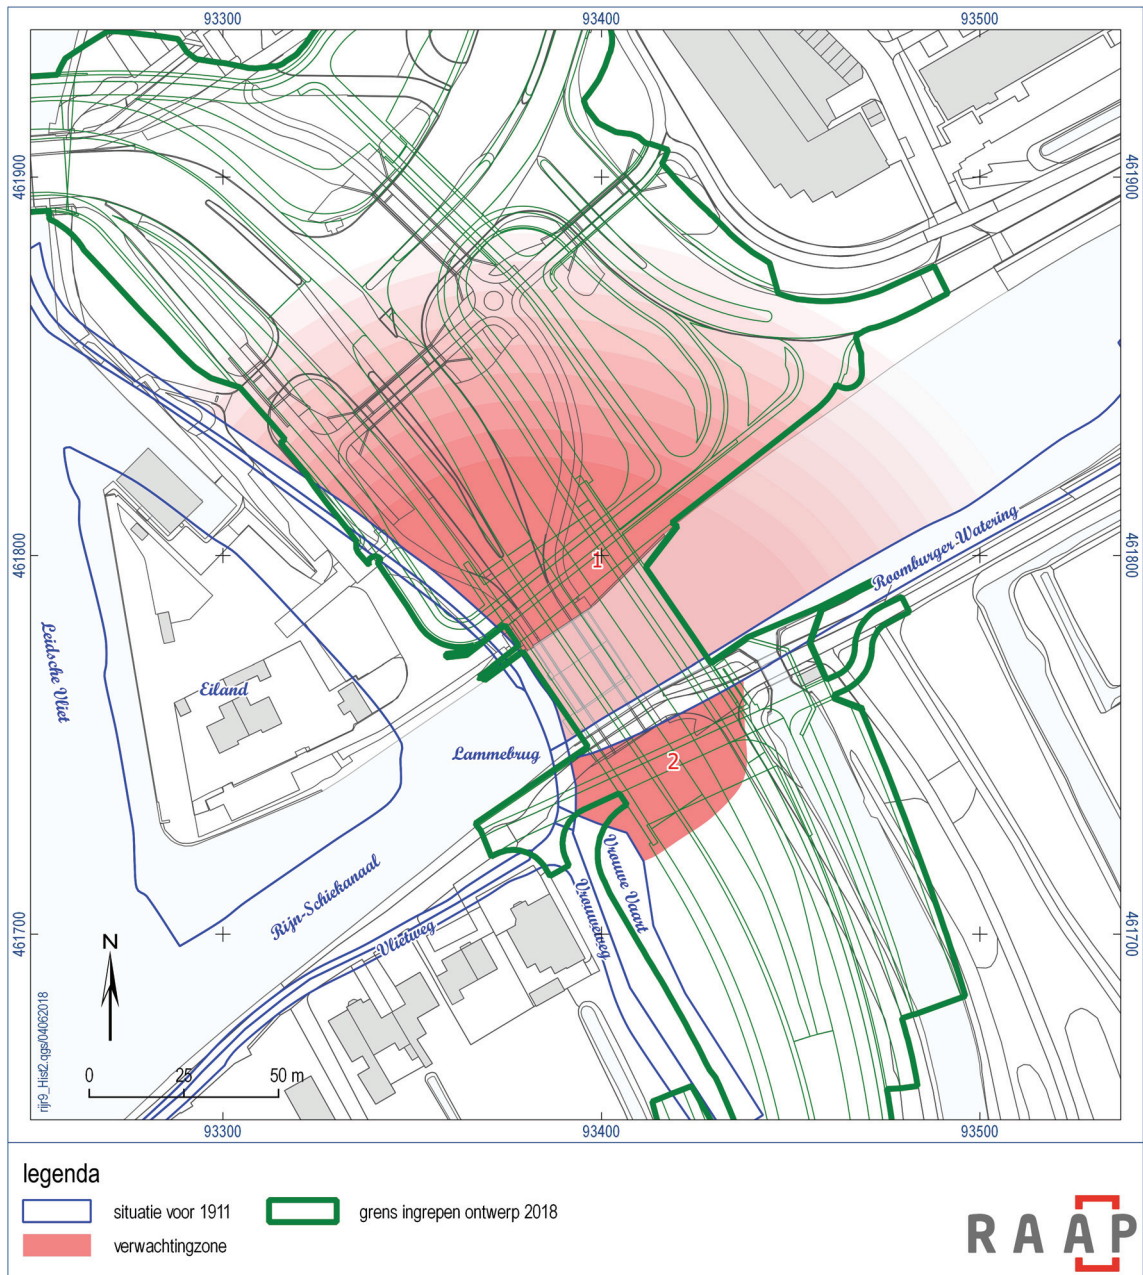 93300
93400
93500
461900
461900
461800
461800
461700
461700
1
2
Roomburger-Watering
Leidsche Vliet
Eiland
Lammebrug
Rijn-Schiekanaal
Vlietweg
Vrouweweg
Vrouwe Vaart
N
0
25
50 m
rijr9_Hist2.qgs/04062018
93300
93400
93500
legenda
situatie voor 1911
grens ingrepen ontwerp 2018
verwachtingzone
RAAP